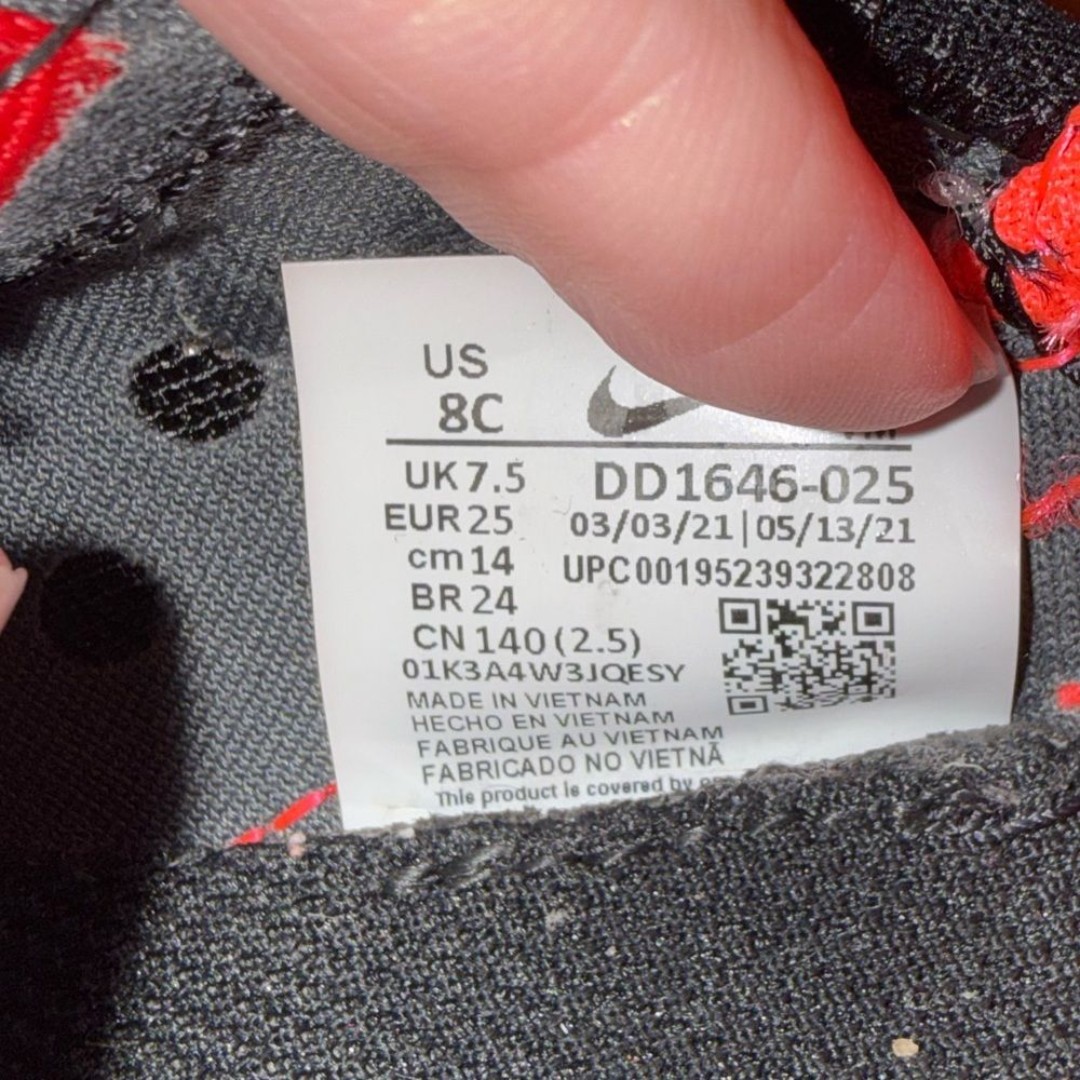 US
8C
UK 7.5
EUR 25
cm 14
BR 24
CN 140 (2.5)
DD1646-025
03/03/21|05/13/21
UPC00195239322808
01K3A4W3JQESY
MADE IN VIETNAM
HECHO EN VIETNAM
FABRIQUE AU VIETNAM
FABRICADO NO VIETNÃ
This product is covered by